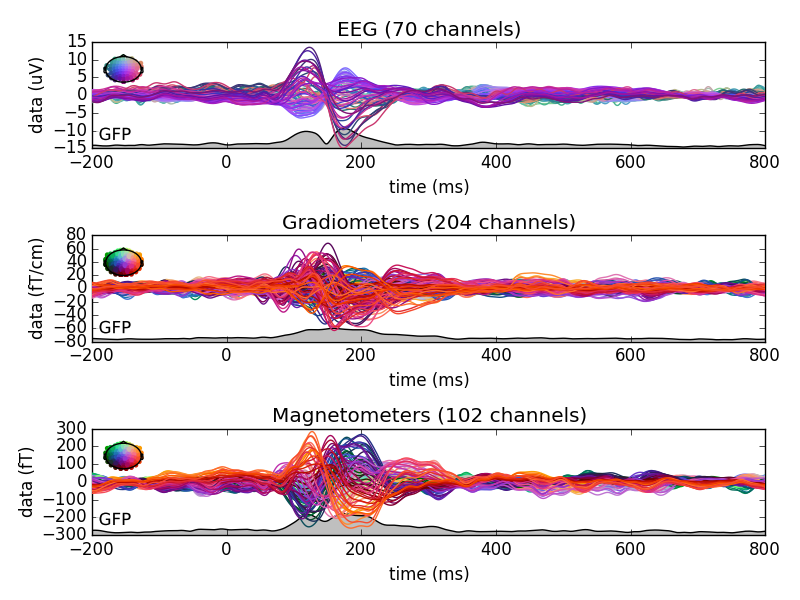 EEG (70 channels)
15
10
5
0
−5
−10
−15
data (uV)
GFP
−200 0 200 400 600 800
time (ms)
Gradiometers (204 channels)
80
60
40
20
0
−20
−40
−60
−80
data (fT/cm)
GFP
−200 0 200 400 600 800
time (ms)
Magnetometers (102 channels)
300
200
100
0
−100
−200
−300
data (fT)
GFP
−200 0 200 400 600 800
time (ms)